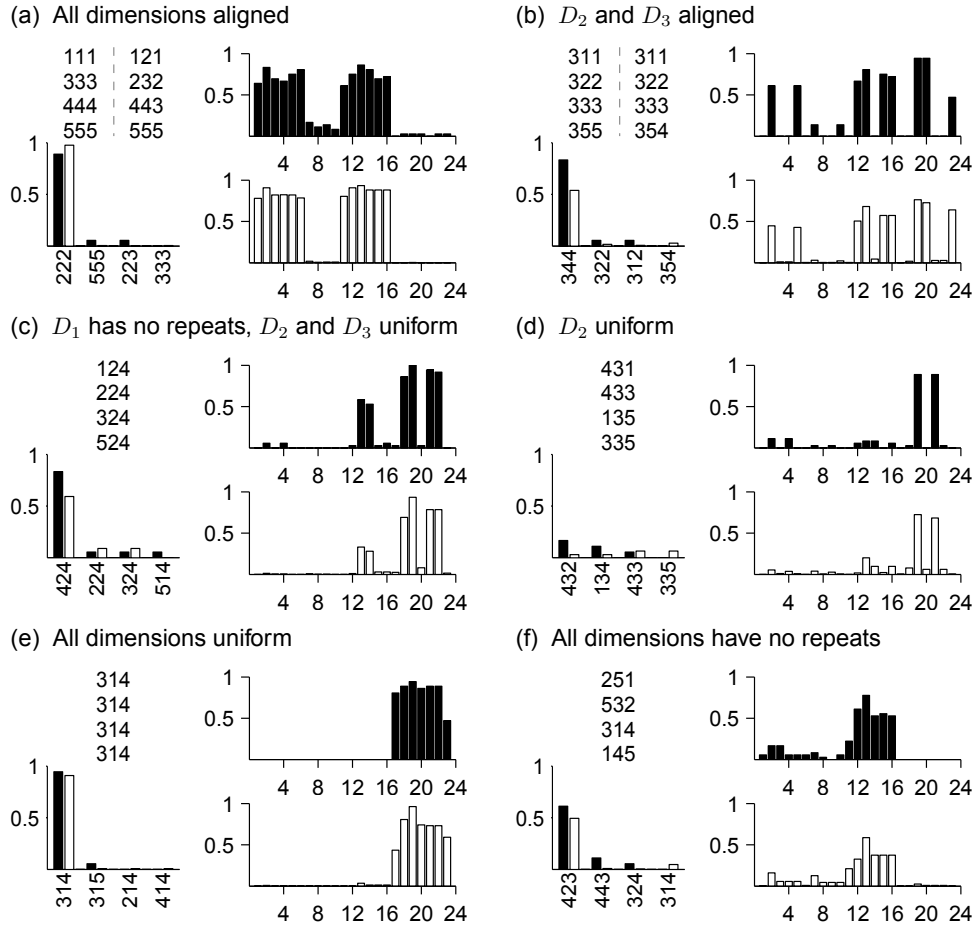 (a) All dimensions aligned
111 121
333 232
444 443
555 555
1
0.5
222 555 223 333
1
0.5
4 8 12 16 20 24
1
0.5
4 8 12 16 20 24
(b) D2 and D3 aligned
311 311
322 322
333 333
355 354
1
0.5
344 322 312 354
1
0.5
4 8 12 16 20 24
1
0.5
4 8 12 16 20 24
(c) D1 has no repeats, D2 and D3 uniform
124
224
324
524
1
0.5
424 224 324 514
1
0.5
4 8 12 16 20 24
1
0.5
4 8 12 16 20 24
(d) D2 uniform
431
433
135
335
1
0.5
432 134 433 335
1
0.5
4 8 12 16 20 24
1
0.5
4 8 12 16 20 24
(e) All dimensions uniform
314
314
314
314
1
0.5
314 315 214 414
1
0.5
4 8 12 16 20 24
1
0.5
4 8 12 16 20 24
(f) All dimensions have no repeats
251
532
314
145
1
0.5
423 443 324 314
1
0.5
4 8 12 16 20 24
1
0.5
4 8 12 16 20 24